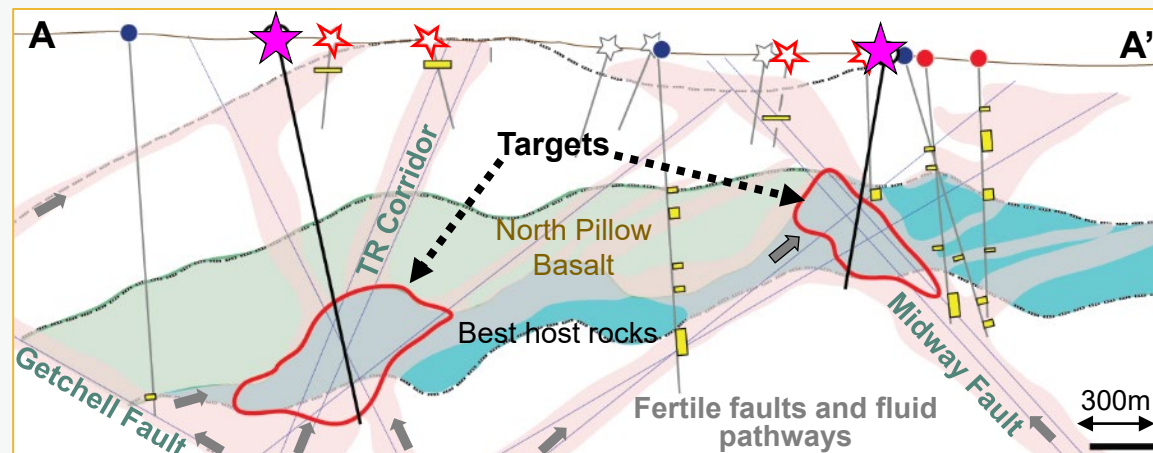 A
A'
Targets
TR Corridor
North Pillow
Basalt
Best host rocks
Getchell Fault
Midway Fault
Fertile faults and fluid
pathways
300m